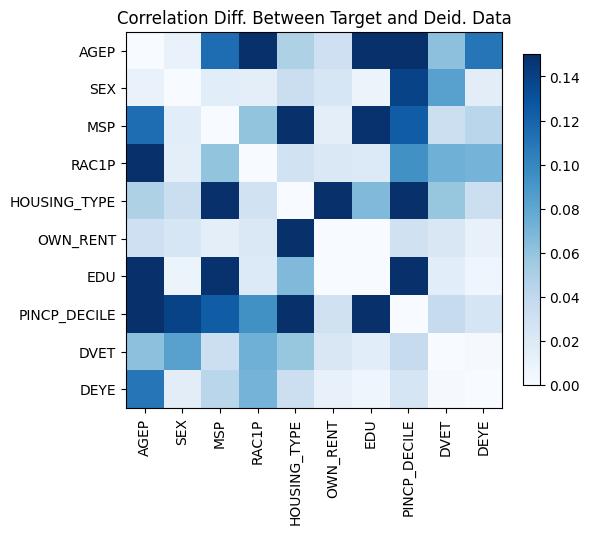 Correlation Diff. Between Target and Deid. Data
AGEP
SEX
MSP
RAC1P
HOUSING_TYPE
OWN_RENT
EDU
PINCP_DECILE
DVET
DEYE
AGEP
SEX
MSP
RAC1P
HOUSING_TYPE
OWN_RENT
EDU
PINCP_DECILE
DVET
DEYE
0.14
0.12
0.10
0.08
0.06
0.04
0.02
0.00